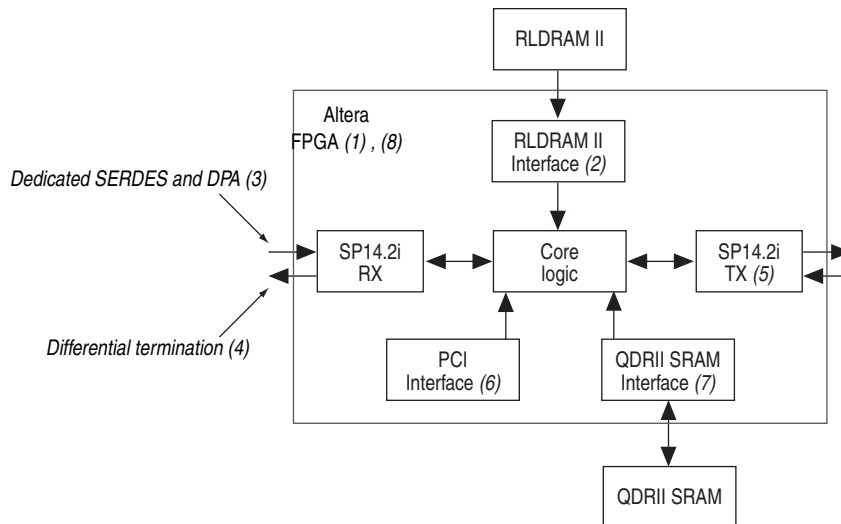 RLDRAM II
Altera
FPGA (1) , (8)
RLDRAM II
Interface (2)
Dedicated SERDES and DPA (3)
SP14.2i
RX
Core
logic
SP14.2i
TX (5)
Differential termination (4)
PCI
Interface (6)
QDRII SRAM
Interface (7)
QDRII SRAM